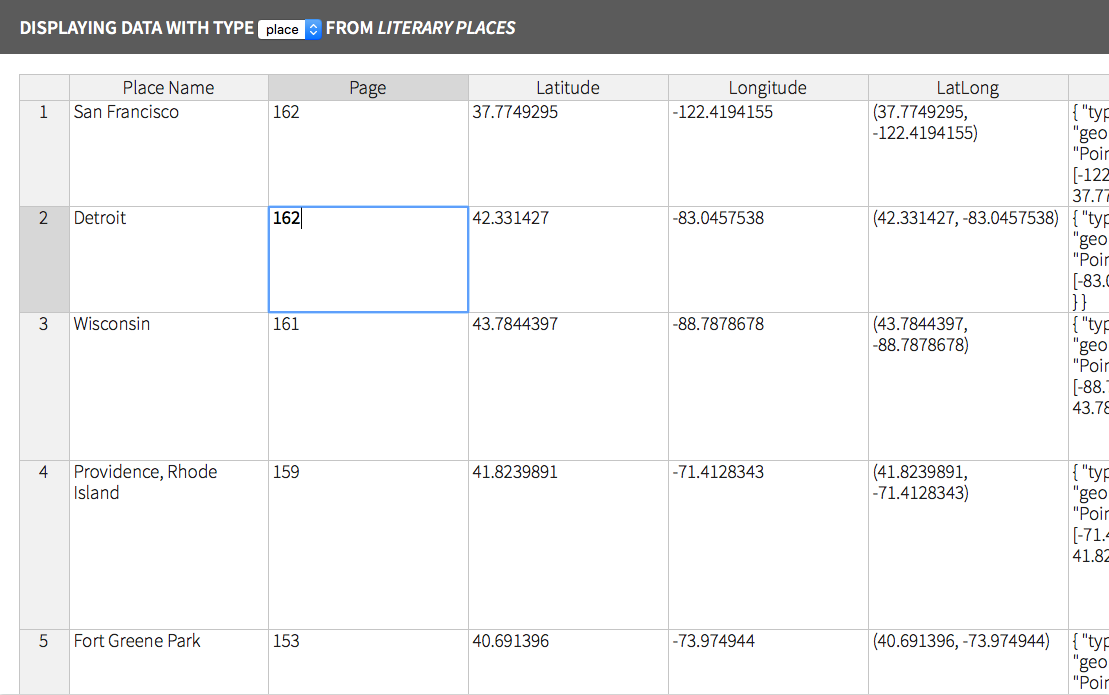 DISPLAYING DATA WITH TYPE place FROM LITERARY PLACES
Place Name Page Latitude Longitude LatLong
1 San Francisco 162 37.7749295 -122.4194155 (37.7749295, { "typ
-122.4194155) "geo
"Poin
[-122
37.77
2 Detroit 162 42.331427 -83.0457538 (42.331427, -83.0457538) { "typ
"geo
"Poin
[-83.0
} }
3 Wisconsin 161 43.7844397 -88.7878678 (43.7844397, { "typ
-88.7878678) "geo
"Poin
[-88.7
43.78
4 Providence, Rhode 159 41.8239891 -71.4128343 (41.8239891, { "typ
Island -71.4128343) "geo
"Poin
[-71.4
41.82
5 Fort Greene Park 153 40.691396 -73.974944 (40.691396, -73.974944) { "typ
"geo
"Poin